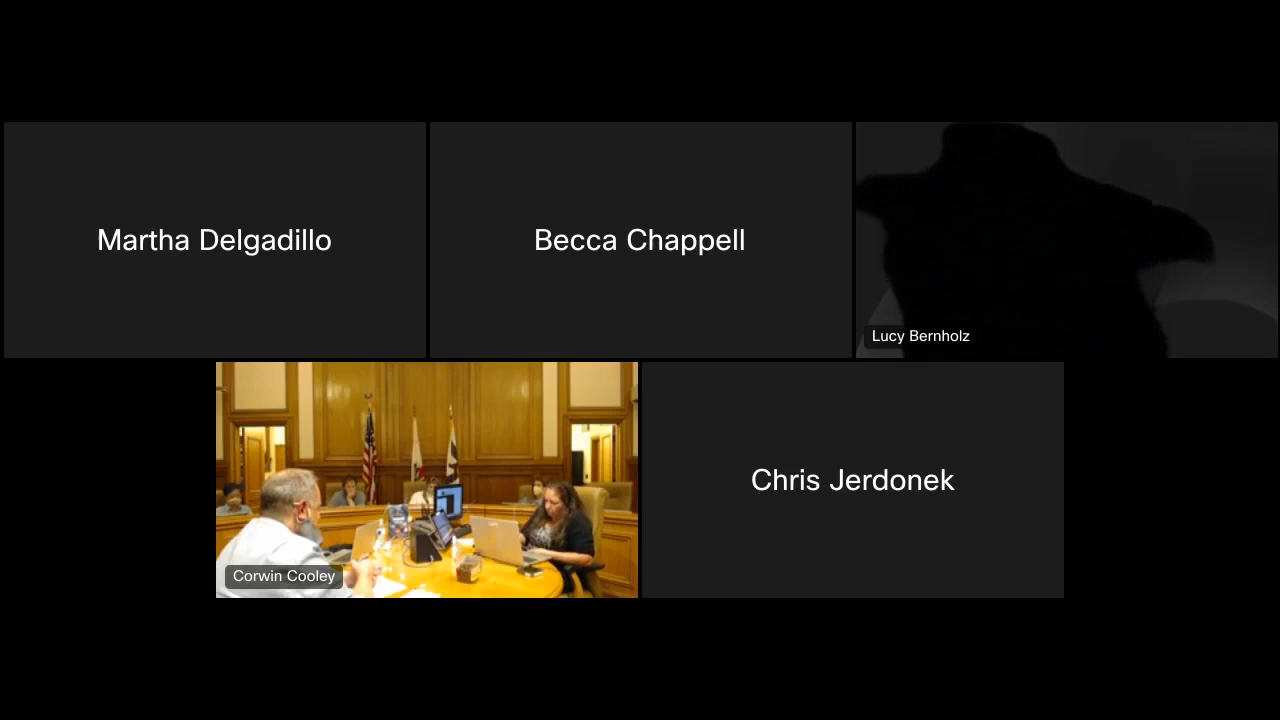 Martha Delgadillo
Becca Chappell
Lucy Bernholz
Corwin Cooley
Chris Jerdonek